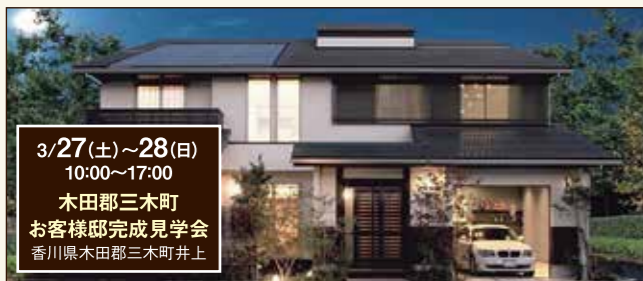 3/27(土)～28(日)
10:00～17:00
木田郡三木町
お客様邸完成見学会
香川県木田郡三木町井上